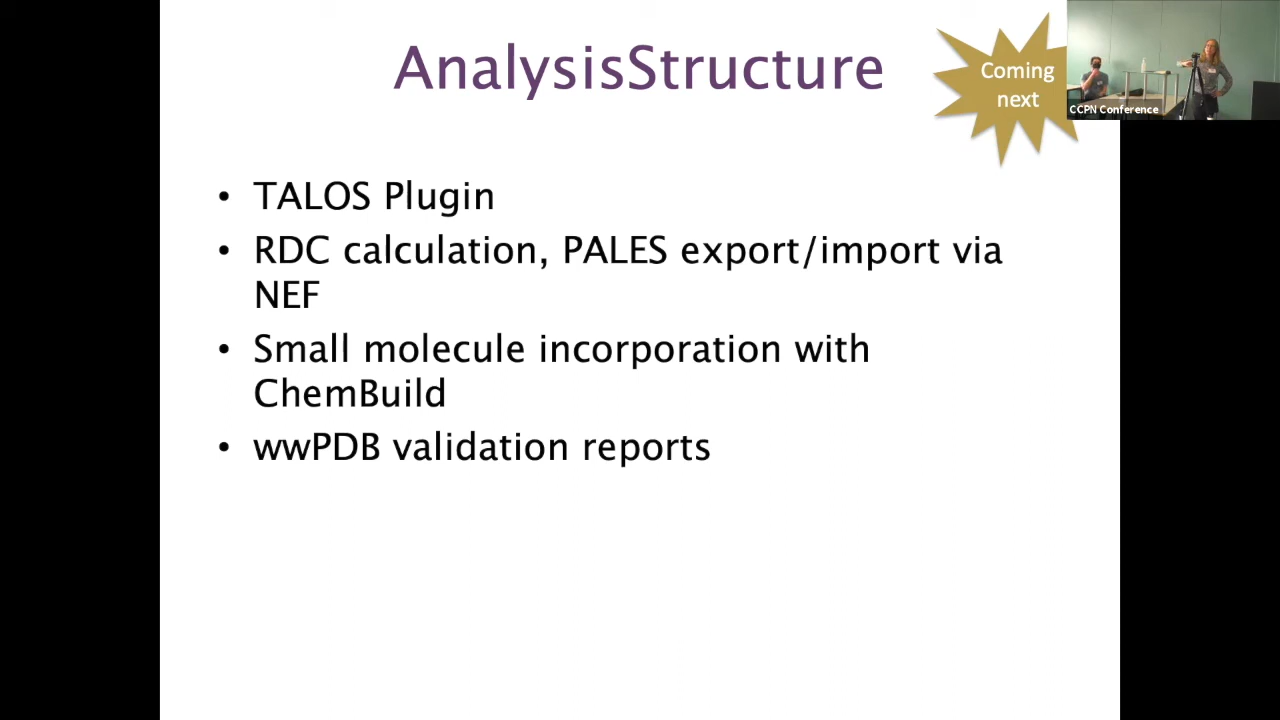 AnalysisStructure
Coming
next
CCPN Conference
• TALOS Plugin
• RDC calculation, PALES export/import via
NEF
• Small molecule incorporation with
ChemBuild
• wwPDB validation reports